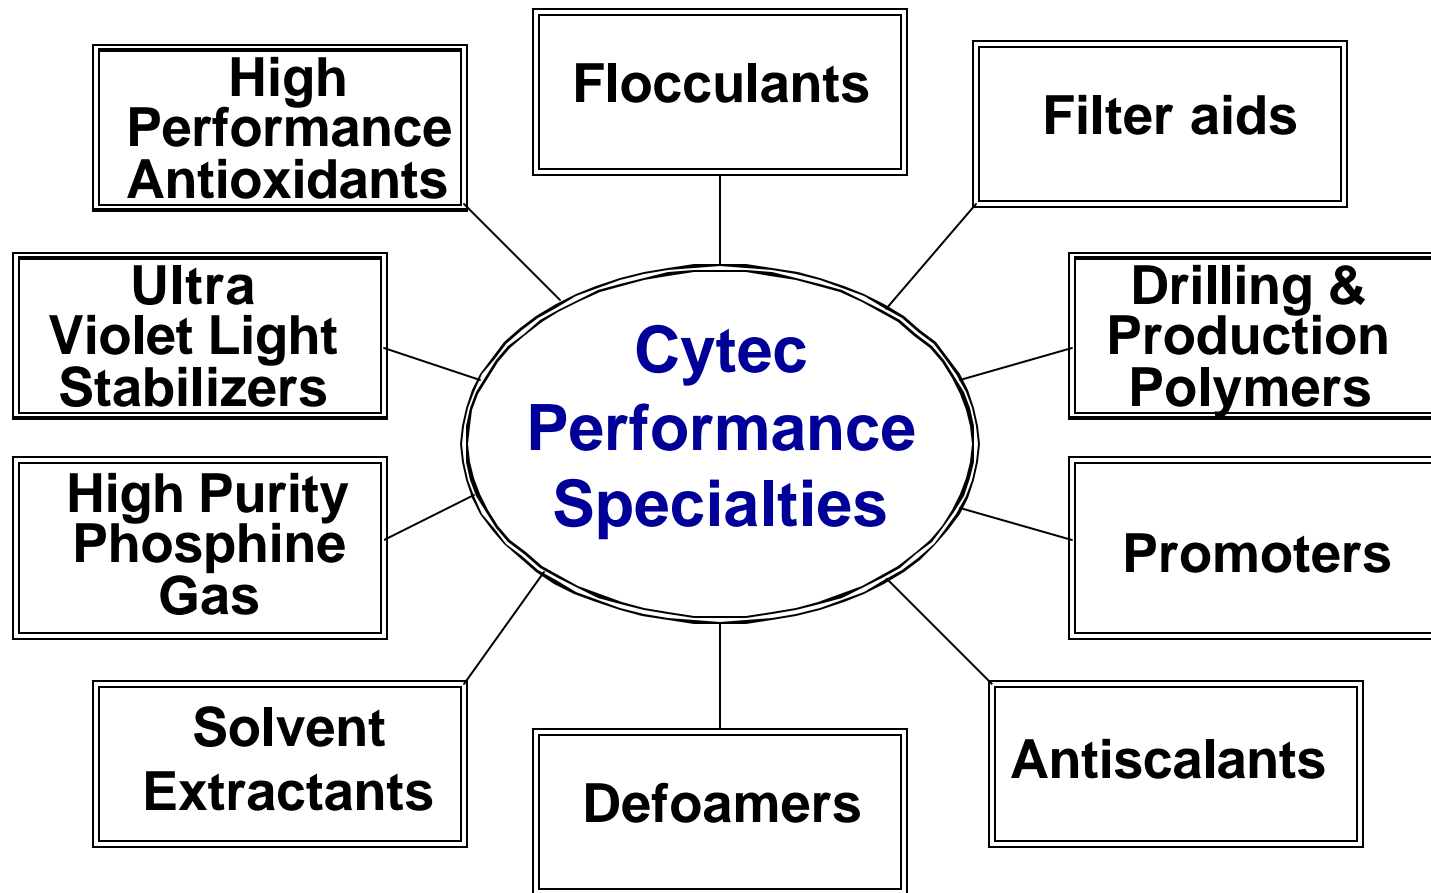 High
Performance
Antioxidants
Flocculants
Filter aids
Ultra
Violet Light
Stabilizers
Cytec
Performance
Specialties
Drilling &
Production
Polymers
High Purity
Phosphine
Gas
Promoters
Solvent
Extractants
Defoamers
Antiscalants